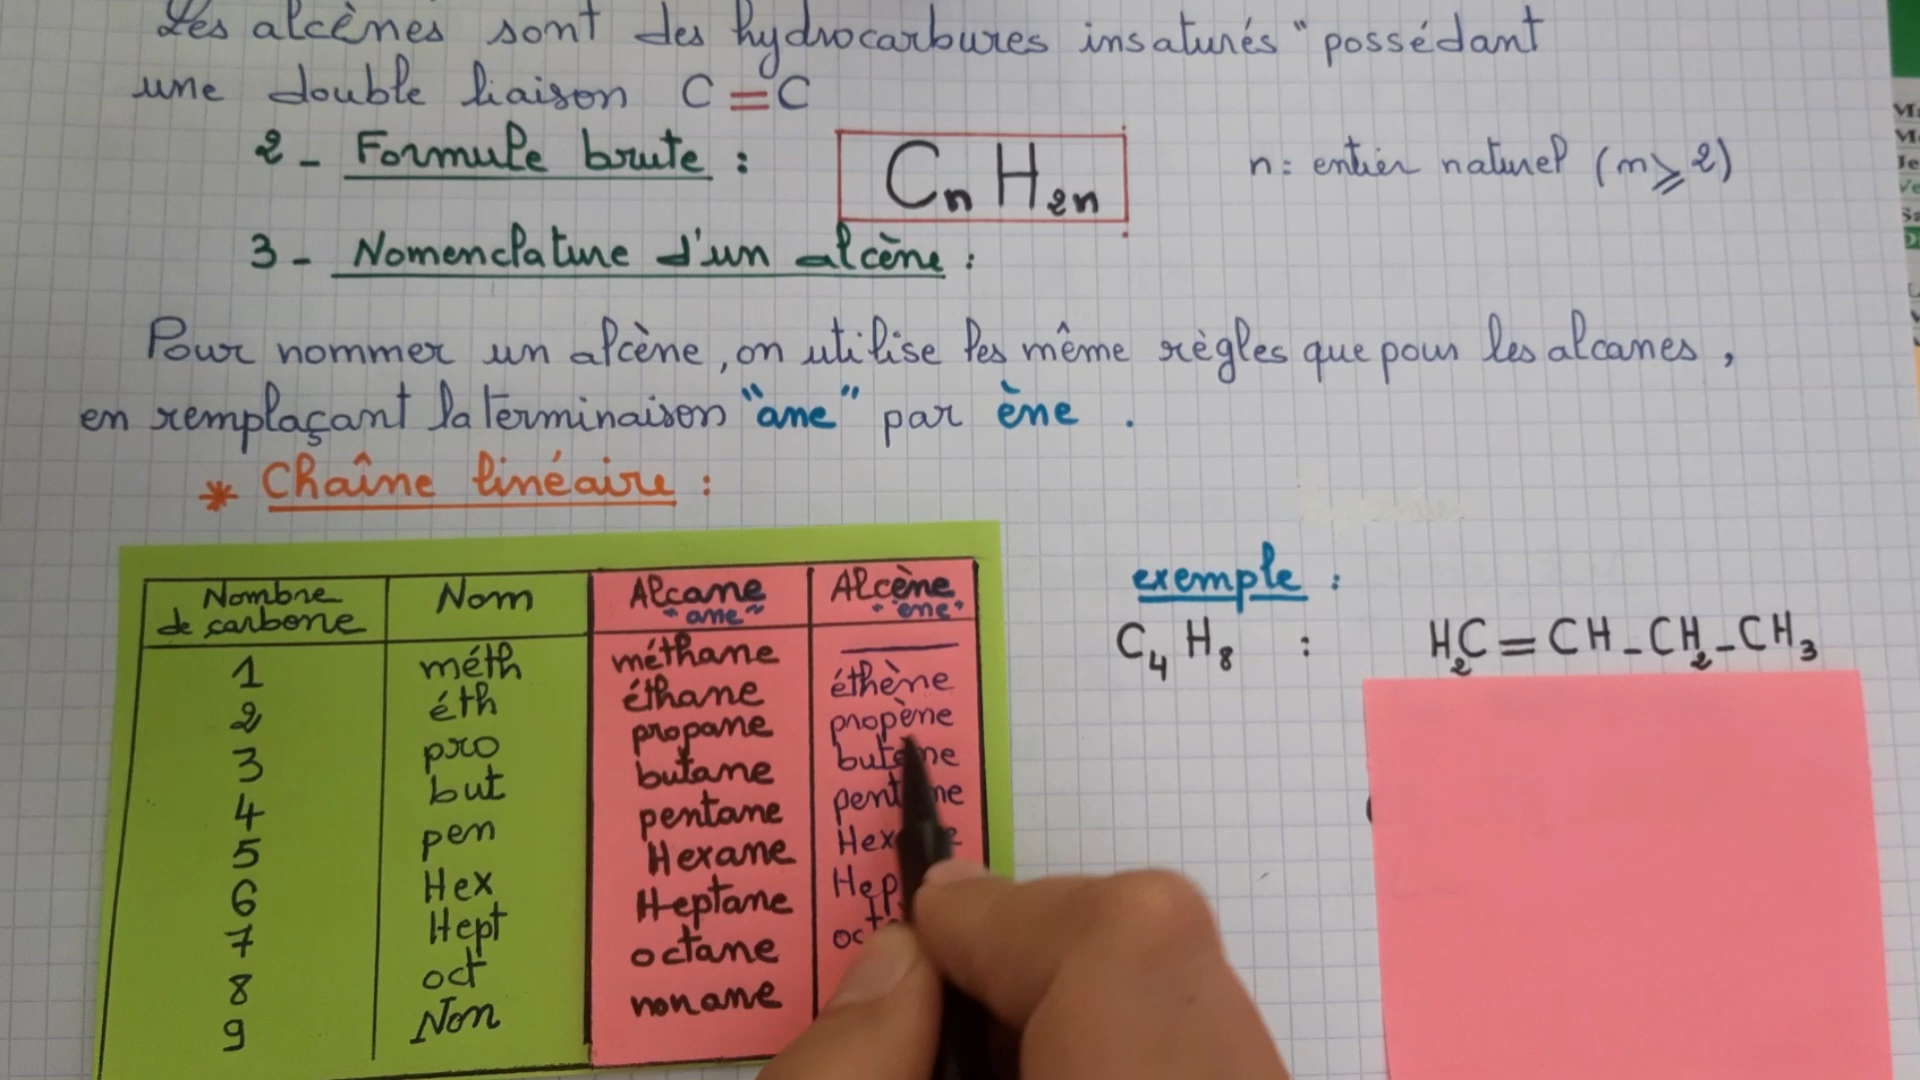 Les alcènes sont des hydrocarbures insaturés "possédant
une double liaison C=C
2 - Formule brute : CnH2n n: entier naturel (n⩾2)
3 - Nomenclature d'un alcène :
Pour nommer un alcène, on utilise les même règles que pour les alcanes,
en remplaçant la terminaison "ane" par ène.
* Chaîne linéaire :
Nombre de carbone Nom Alcane "ane" Alcène "ène"
1 méth méthane ___
2 éth éthane éthène
3 pro propane propène
4 but butane butène
5 pen pentane
6 Hex Hexane
7 Hept Heptane
8 oct octane
9 Non nonane
exemple :
C4H8 : H2C=CH-CH2-CH3